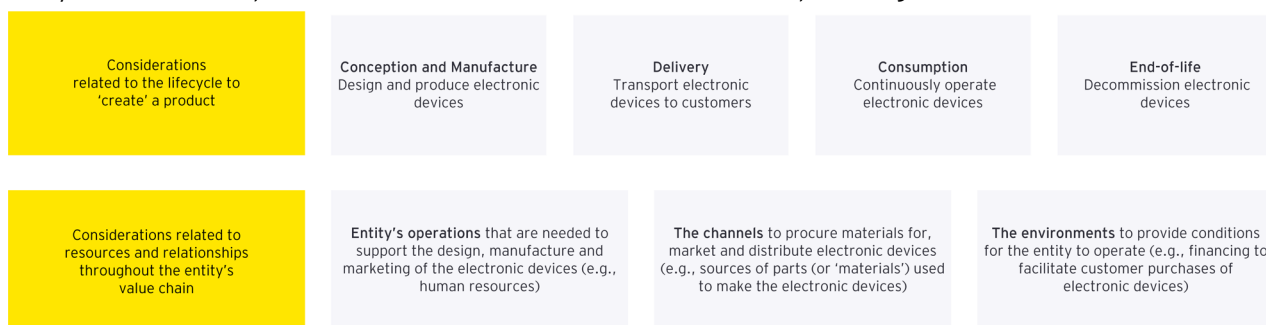 Considerations
related to the lifecycle to
‘create’ a product
Conception and Manufacture
Design and produce electronic
devices
Delivery
Transport electronic
devices to customers
Consumption
Continuously operate
electronic devices
End-of-life
Decommission electronic
devices
Considerations related to
resources and relationships
throughout the entity’s
value chain
Entity’s operations that are needed to
support the design, manufacture and
marketing of the electronic devices (e.g.,
human resources)
The channels to procure materials for,
market and distribute electronic devices
(e.g., sources of parts (or ‘materials’) used
to make the electronic devices)
The environments to provide conditions
for the entity to operate (e.g., financing to
facilitate customer purchases of
electronic devices)